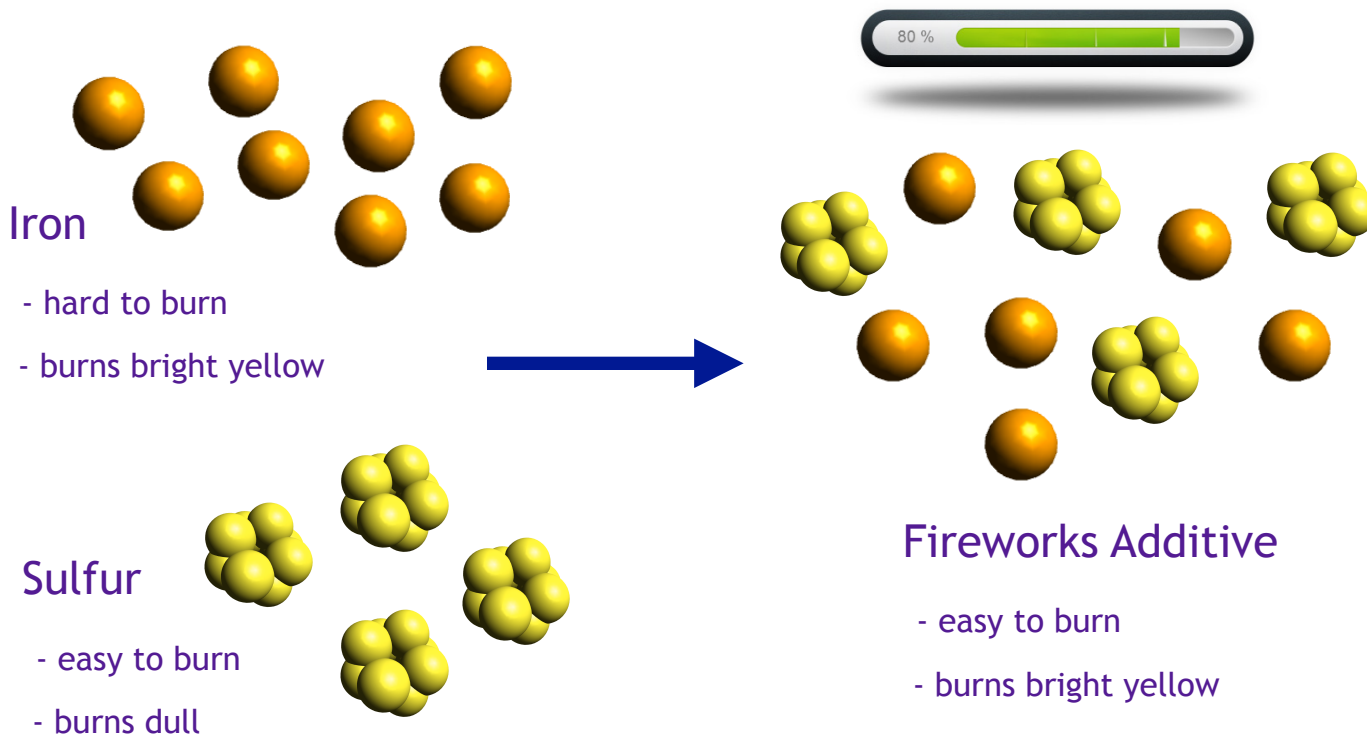 80 %
Iron
- hard to burn
- burns bright yellow
Sulfur
- easy to burn
- burns dull
Fireworks Additive
- easy to burn
- burns bright yellow